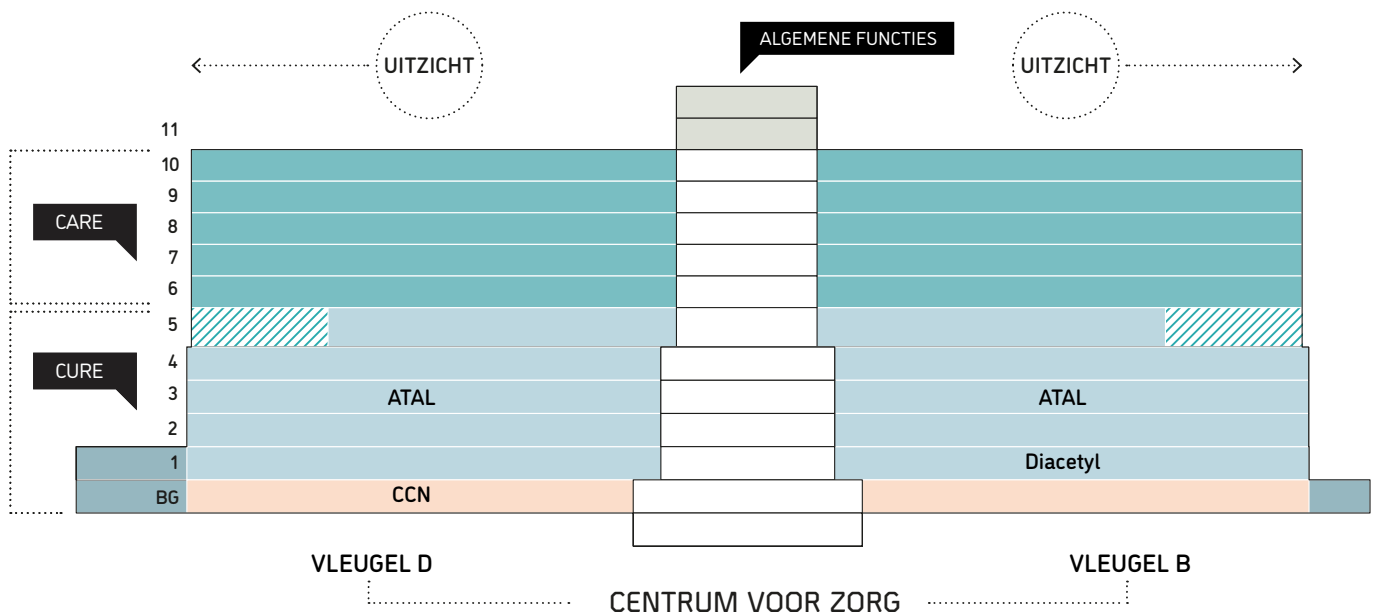 ALGEMENE FUNCTIES
UITZICHT
UITZICHT
11
10
9
CARE
8
7
6
5
4
CURE
3
ATAL
ATAL
2
1
Diacetyl
BG
CCN
VLEUGEL D
VLEUGEL B
CENTRUM VOOR ZORG